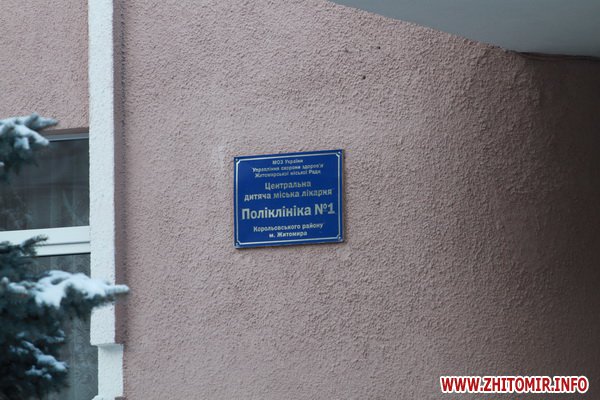 МОЗ України
Управління охорони здоров'я
Житомирської міської Ради
Центральна
дитяча міська лікарня
Поліклініка №1
Корольовського району
м. Житомира
WWW.ZHITOMIR.INFO